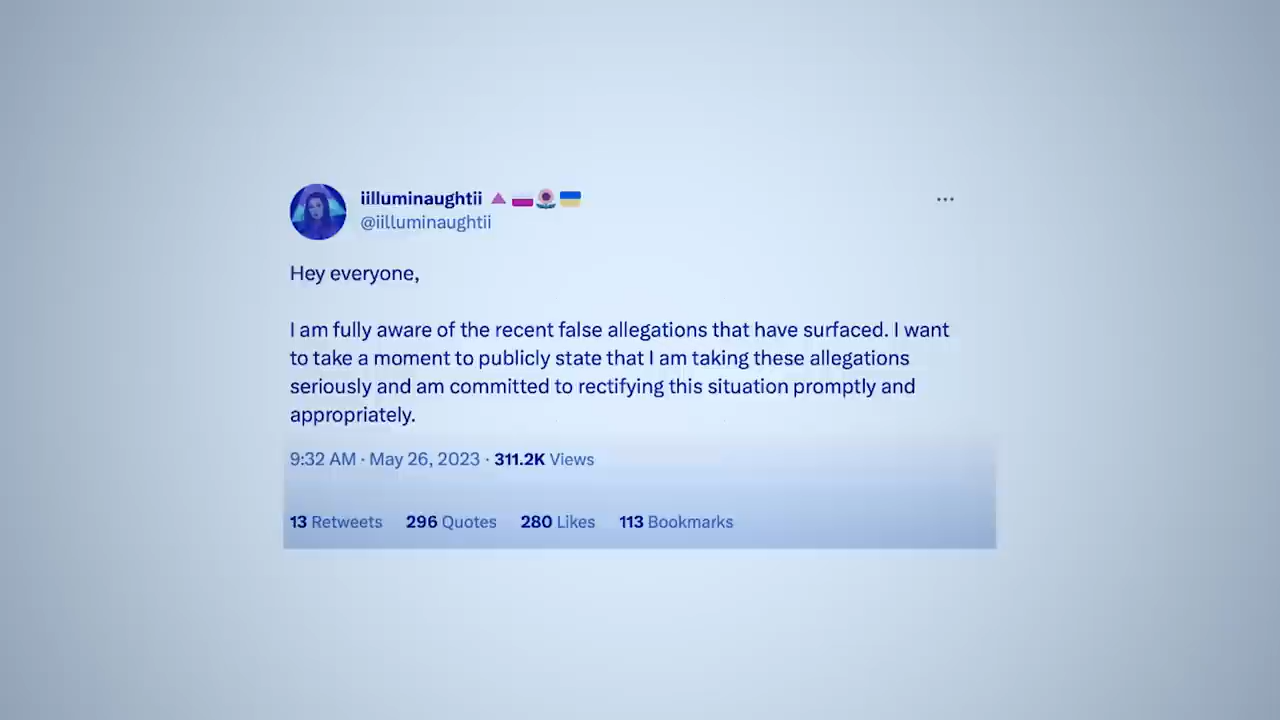 iilluminaughtii
@iilluminaughtii
Hey everyone,
I am fully aware of the recent false allegations that have surfaced. I want
to take a moment to publicly state that I am taking these allegations
seriously and am committed to rectifying this situation promptly and
appropriately.
9:32 AM · May 26, 2023 · 311.2K Views
13 Retweets 296 Quotes 280 Likes 113 Bookmarks